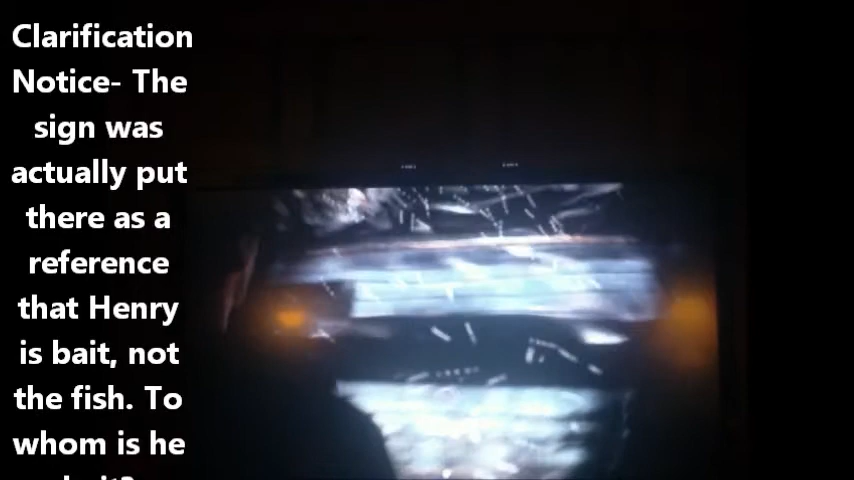 Clarification
Notice- The
sign was
actually put
there as a
reference
that Henry
is bait, not
the fish. To
whom is he